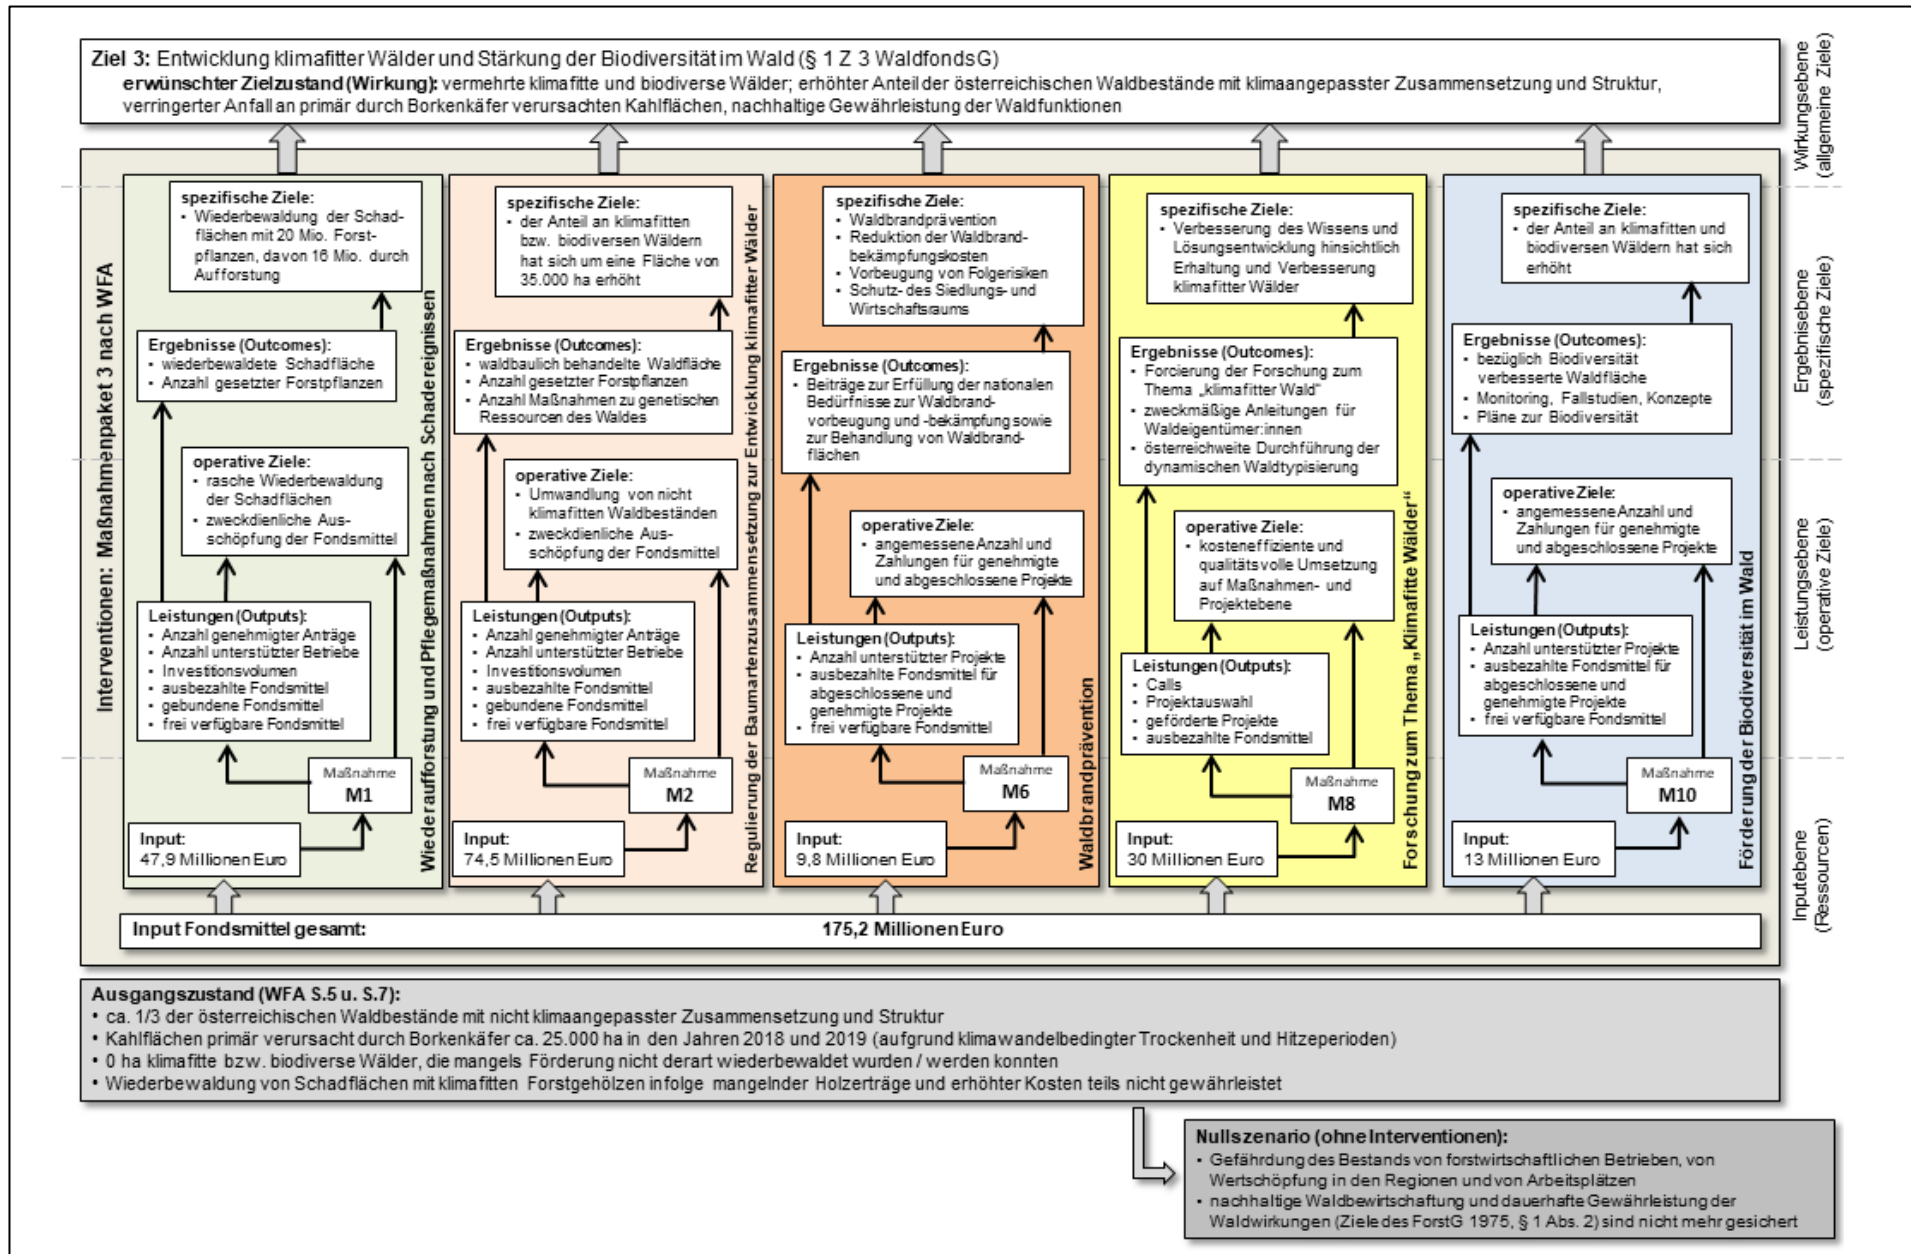 Ziel 3: Entwicklung klimafitter Wälder und Stärkung der Biodiversität im Wald (§ 1 Z 3 WaldfondsG)
erwünschter Zielzustand (Wirkung): vermehrte klimafitte und biodiverse Wälder; erhöhter Anteil der österreichischen Waldbestände mit klimaangepasster Zusammensetzung und Struktur,
verringerter Anfall an primär durch Borkenkäfer verursachten Kahlflächen, nachhaltige Gewährleistung der Waldfunktionen
Wirkungsebene
(allgemeine Ziele)
Ergebnisebene
(spezifische Ziele)
Leistungsebene
(operative Ziele)
Inputebene
(Ressourcen)
Interventionen: Maßnahmenpaket 3 nach WFA
spezifische Ziele:
▪ Wiederbewaldung der Schad-
flächen mit 20 Mio. Forst-
pflanzen, davon 16 Mio. durch
Aufforstung
Ergebnisse (Outcomes):
▪ wiederbewaldete Schadfläche
▪ Anzahl gesetzter Forstpflanzen
operative Ziele:
▪ rasche Wiederbewaldung
der Schadflächen
▪ zweckdienliche Aus-
schöpfung der Fondsmittel
Leistungen (Outputs):
▪ Anzahl genehmigter Anträge
▪ Anzahl unterstützter Betriebe
▪ Investitionsvolumen
▪ ausbezahlte Fondsmittel
▪ gebundene Fondsmittel
▪ frei verfügbare Fondsmittel
Maßnahme
M1
Input:
47,9 Millionen Euro
Wiederaufforstung und Pflegemaßnahmen nach Schadereignissen
spezifische Ziele:
▪ der Anteil an klimafitten
bzw. biodiversen Wäldern
hat sich um eine Fläche von
35.000 ha erhöht
Ergebnisse (Outcomes):
▪ waldbaulich behandelte Waldfläche
▪ Anzahl gesetzter Forstpflanzen
▪ Anzahl Maßnahmen zu genetischen
Ressourcen des Waldes
operative Ziele:
▪ Umwandlung von nicht
klimafitten Waldbeständen
▪ zweckdienliche Aus-
schöpfung der Fondsmittel
Leistungen (Outputs):
▪ Anzahl genehmigter Anträge
▪ Anzahl unterstützter Betriebe
▪ Investitionsvolumen
▪ ausbezahlte Fondsmittel
▪ gebundene Fondsmittel
▪ frei verfügbare Fondsmittel
Maßnahme
M2
Input:
74,5 Millionen Euro
Regulierung der Baumartenzusammensetzung zur Entwicklung klimafitter Wälder
spezifische Ziele:
▪ Waldbrandprävention
▪ Reduktion der Waldbrand-
bekämpfungskosten
▪ Vorbeugung von Folgerisiken
▪ Schutz- des Siedlungs- und
Wirtschaftsraums
Ergebnisse (Outcomes):
▪ Beiträge zur Erfüllung der nationalen
Bedürfnisse zur Waldbrand-
vorbeugung und -bekämpfung sowie
zur Behandlung von Waldbrand-
flächen
operative Ziele:
▪ angemessene Anzahl und
Zahlungen für genehmigte
und abgeschlossene Projekte
Leistungen (Outputs):
▪ Anzahl unterstützter Projekte
▪ ausbezahlte Fondsmittel für
abgeschlossene und
genehmigte Projekte
▪ frei verfügbare Fondsmittel
Maßnahme
M6
Input:
9,8 Millionen Euro
Waldbrandprävention
spezifische Ziele:
▪ Verbesserung des Wissens und
Lösungsentwicklung hinsichtlich
Erhaltung und Verbesserung
klimafitter Wälder
Ergebnisse (Outcomes):
▪ Forcierung der Forschung zum
Thema „klimafitter Wald“
▪ zweckmäßige Anleitungen für
Waldeigentümer:innen
▪ österreichweite Durchführung der
dynamischen Waldtypisierung
operative Ziele:
▪ kosteneffiziente und
qualitätsvolle Umsetzung
auf Maßnahmen- und
Projektebene
Leistungen (Outputs):
▪ Calls
▪ Projektauswahl
▪ geförderte Projekte
▪ ausbezahlte Fondsmittel
Maßnahme
M8
Input:
30 Millionen Euro
Forschung zum Thema „Klimafitte Wälder“
spezifische Ziele:
▪ der Anteil an klimafitten und
biodiversen Wäldern hat sich
erhöht
Ergebnisse (Outcomes):
▪ bezüglich Biodiversität
verbesserte Waldfläche
▪ Monitoring, Fallstudien, Konzepte
▪ Pläne zur Biodiversität
operative Ziele:
▪ angemessene Anzahl und
Zahlungen für genehmigte
und abgeschlossene Projekte
Leistungen (Outputs):
▪ Anzahl unterstützter Projekte
▪ ausbezahlte Fondsmittel für
abgeschlossene und
genehmigte Projekte
▪ frei verfügbare Fondsmittel
Maßnahme
M10
Input:
13 Millionen Euro
Förderung der Biodiversität im Wald
Input Fondsmittel gesamt: 175,2 Millionen Euro
Ausgangszustand (WFA S.5 u. S.7):
• ca. 1/3 der österreichischen Waldbestände mit nicht klimaangepasster Zusammensetzung und Struktur
• Kahlflächen primär verursacht durch Borkenkäfer ca. 25.000 ha in den Jahren 2018 und 2019 (aufgrund klimawandelbedingter Trockenheit und Hitzeperioden)
• 0 ha klimafitte bzw. biodiverse Wälder, die mangels Förderung nicht derart wiederbewaldet wurden / werden konnten
• Wiederbewaldung von Schadflächen mit klimafitten Forstgehölzen infolge mangelnder Holzerträge und erhöhter Kosten teils nicht gewährleistet
Nullszenario (ohne Interventionen):
▪ Gefährdung des Bestands von forstwirtschaftlichen Betrieben, von
Wertschöpfung in den Regionen und von Arbeitsplätzen
▪ nachhaltige Waldbewirtschaftung und dauerhafte Gewährleistung der
Waldwirkungen (Ziele des ForstG 1975, § 1 Abs. 2) sind nicht mehr gesichert